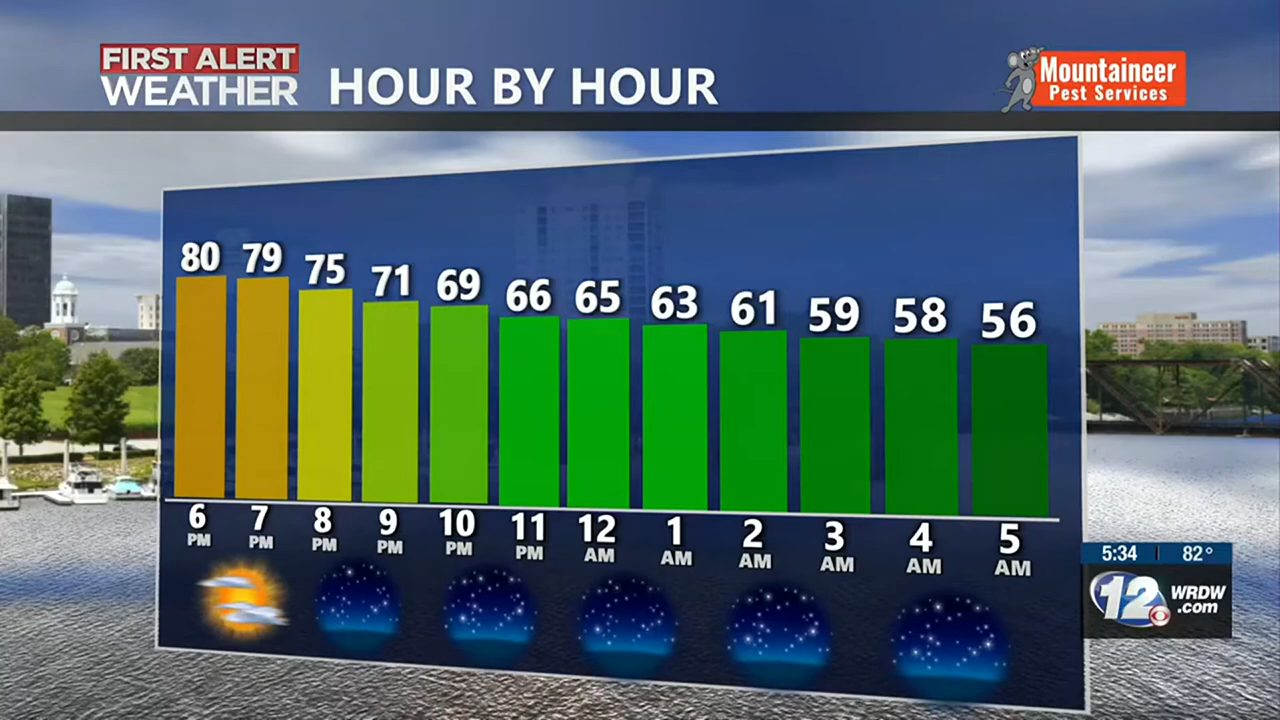 FIRST ALERT
WEATHER
HOUR BY HOUR
Mountaineer
Pest Services
80 79 75 71 69 66 65 63 61 59 58 56
6 7 8 9 10 11 12 1 2 3 4 5
PM PM PM PM PM PM AM AM AM AM AM AM
5:34 82°
12 WRDW
.com